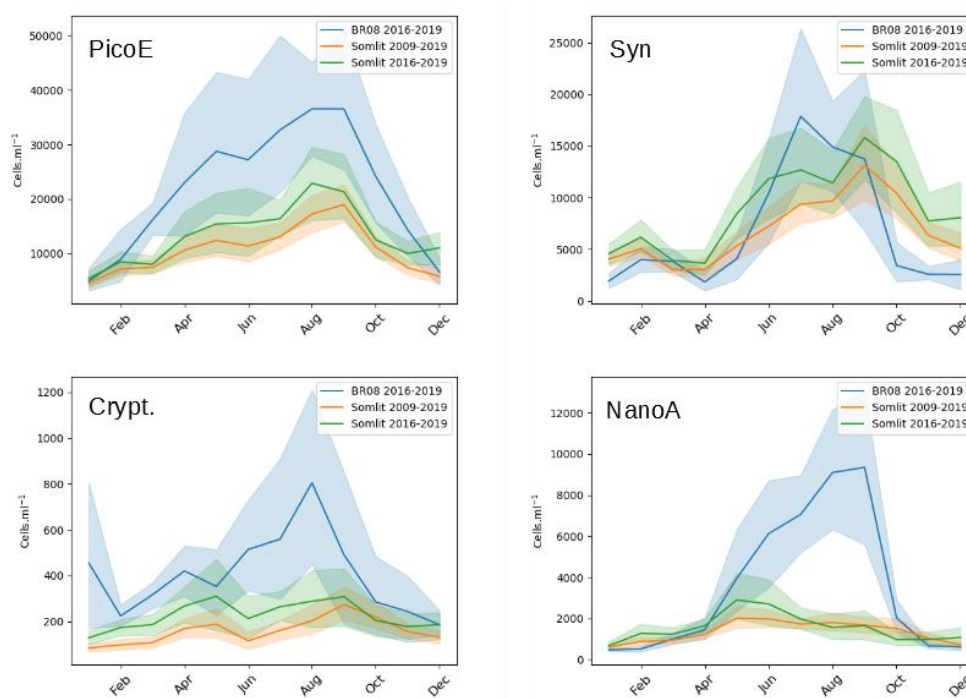 PicoE
BR08 2016-2019
Somlit 2009-2019
Somlit 2016-2019
Cells.ml⁻¹
50000
40000
30000
20000
10000
Feb
Apr
Jun
Aug
Oct
Dec
Syn
BR08 2016-2019
Somlit 2009-2019
Somlit 2016-2019
Cells.ml⁻¹
25000
20000
15000
10000
5000
0
Feb
Apr
Jun
Aug
Oct
Dec
Crypt.
BR08 2016-2019
Somlit 2009-2019
Somlit 2016-2019
Cells.ml⁻¹
1200
1000
800
600
400
200
Feb
Apr
Jun
Aug
Oct
Dec
NanoA
BR08 2016-2019
Somlit 2009-2019
Somlit 2016-2019
Cells.ml⁻¹
12000
10000
8000
6000
4000
2000
0
Feb
Apr
Jun
Aug
Oct
Dec